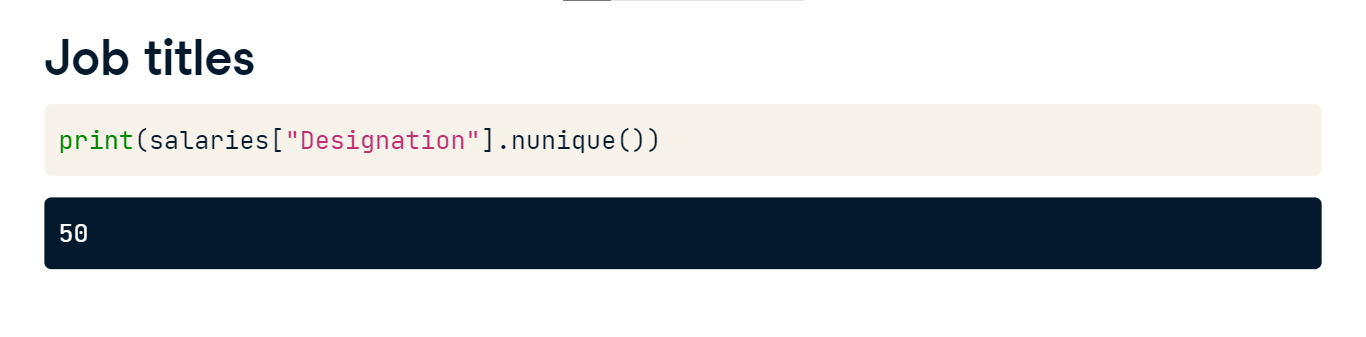 Job titles
print(salaries["Designation"].nunique())
50